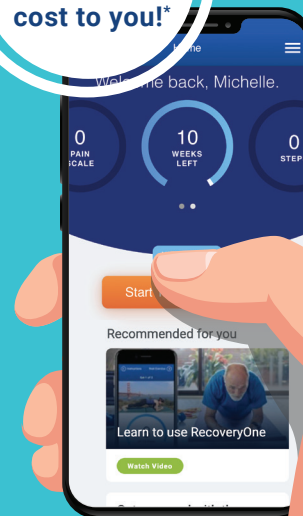 cost to you!*
Welcome back, Michelle.
0
PAIN
SCALE
10
WEEKS
LEFT
0
STEP
Start
Recommended for you
Learn to use RecoveryOne
Watch Video